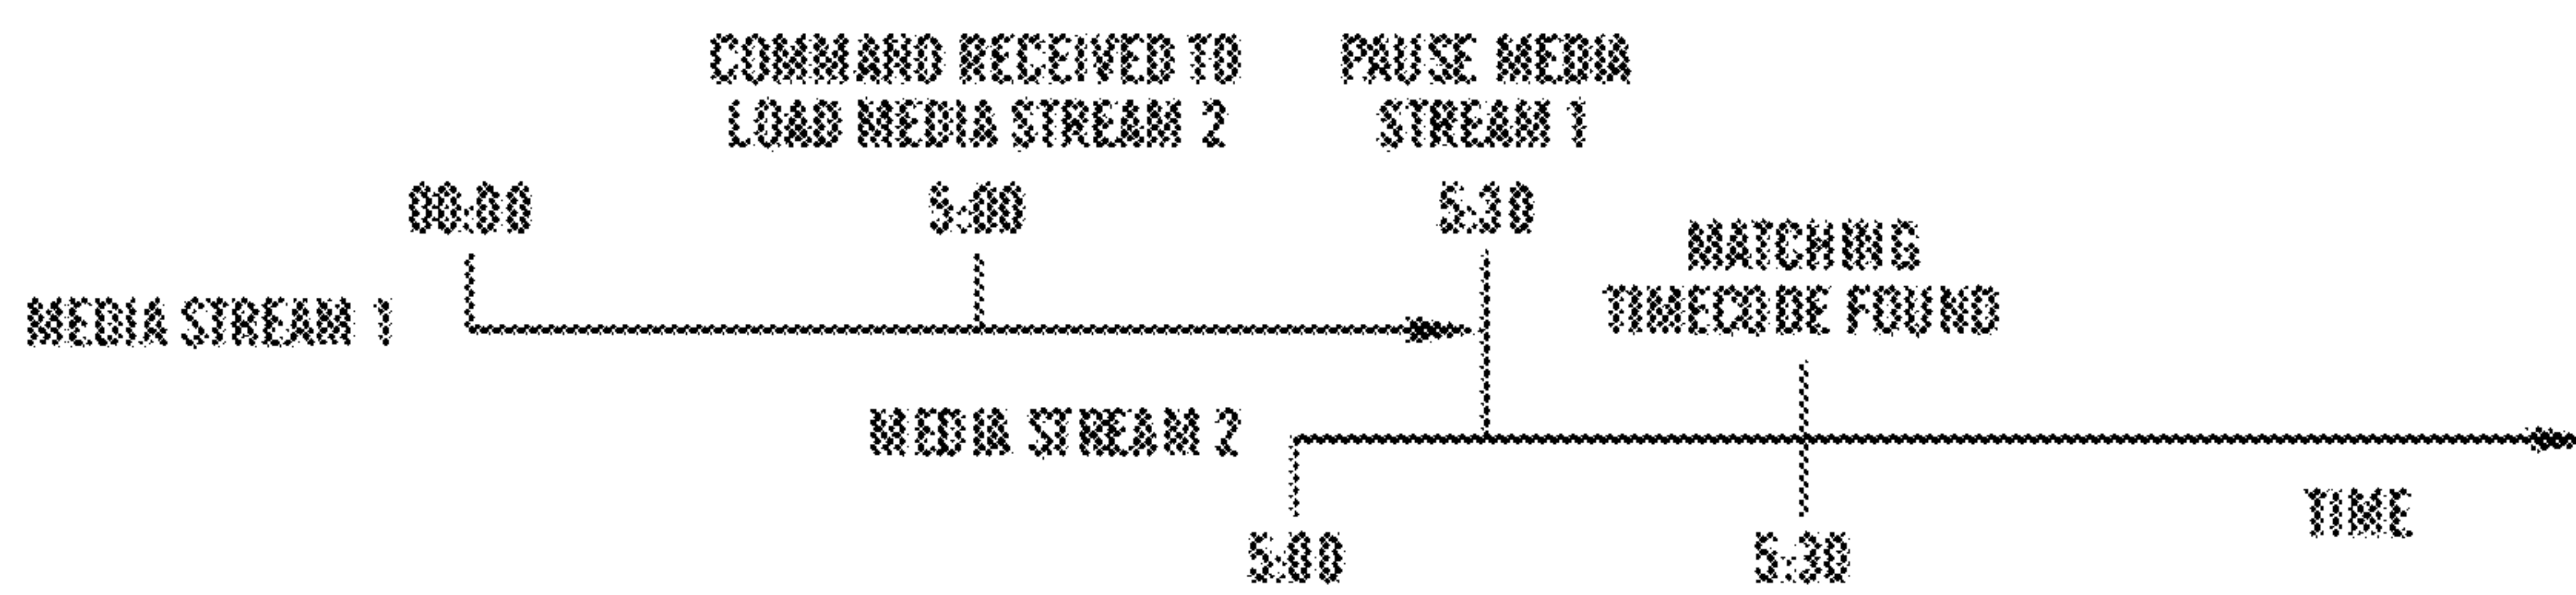 COMMAND RECEIVED TO
LOAD MEDIA STREAM 2
PAUSE MEDIA
STREAM 1
00:00
5:00
5:30
MATCHING
TIMECODE FOUND
MEDIA STREAM 1
MEDIA STREAM 2
TIME
5:00
5:30